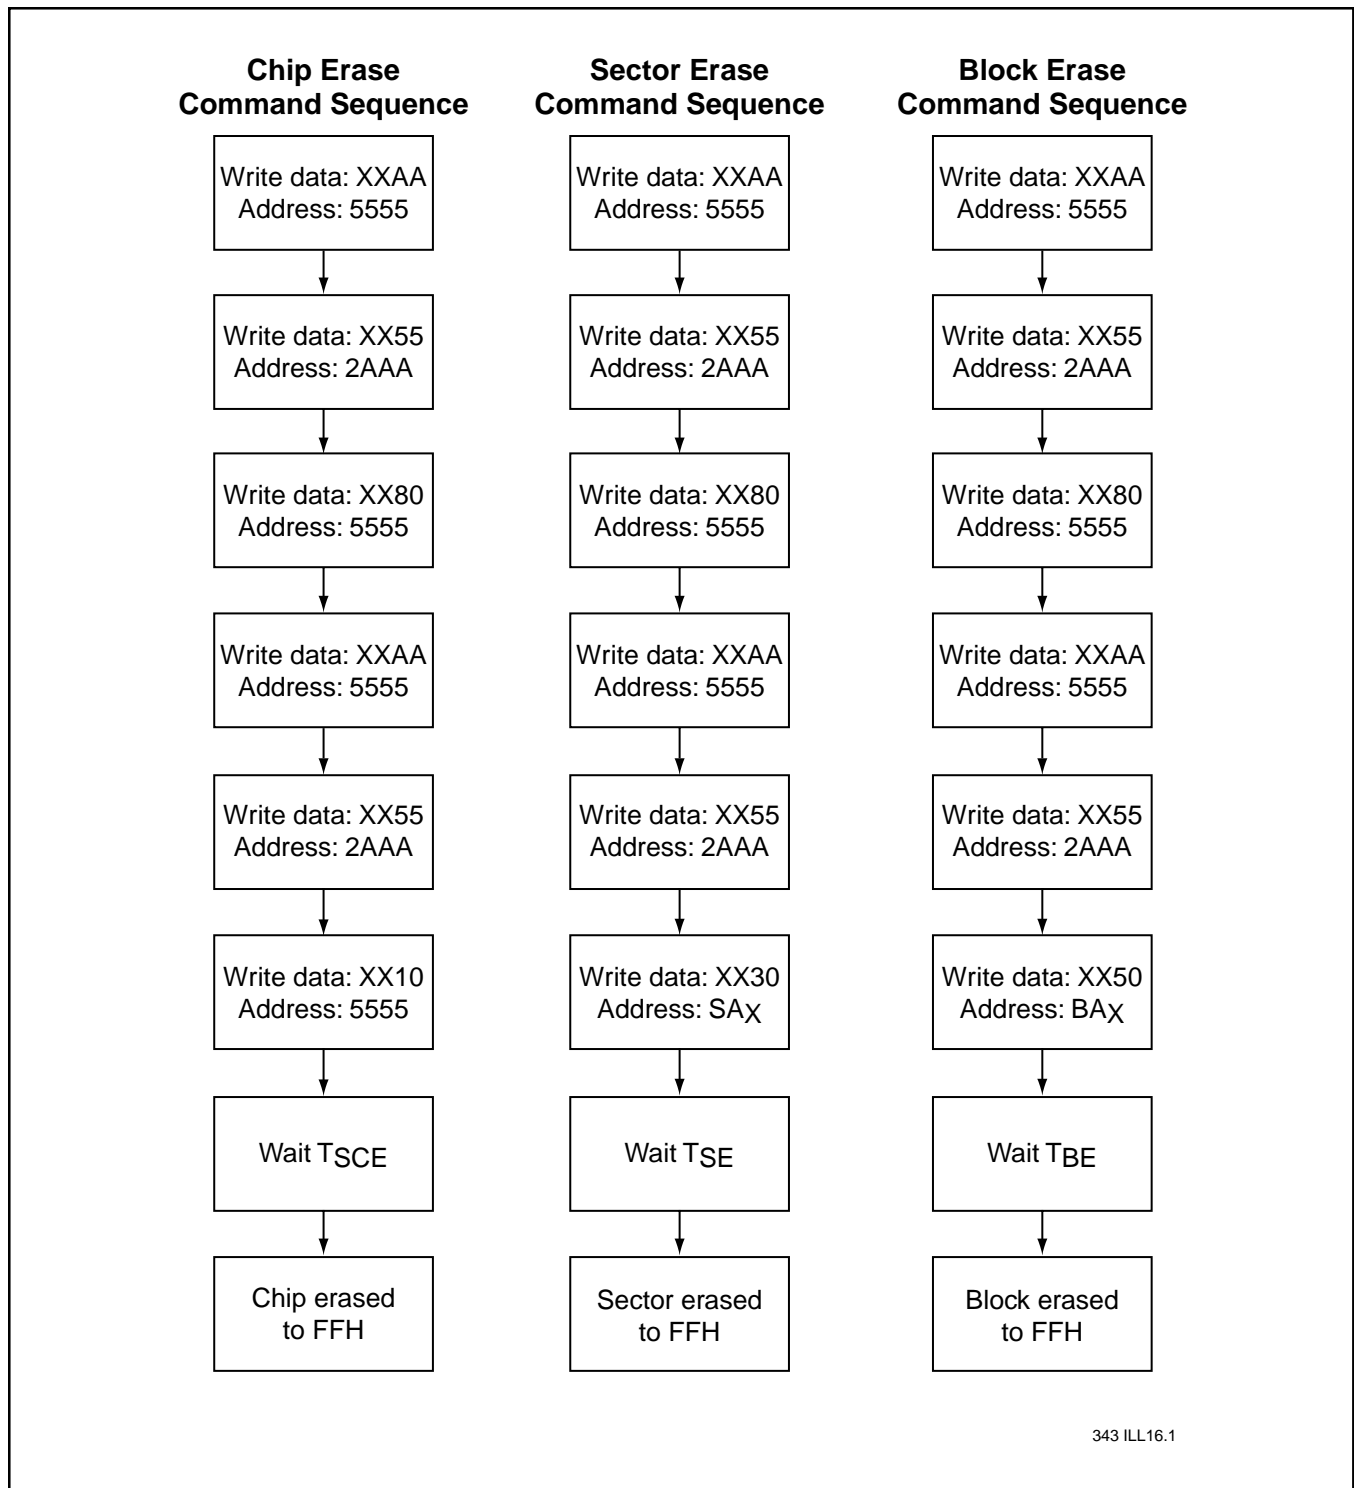 Chip Erase
Command Sequence
Write data: XXAA
Address: 5555
Write data: XX55
Address: 2AAA
Write data: XX80
Address: 5555
Write data: XXAA
Address: 5555
Write data: XX55
Address: 2AAA
Write data: XX10
Address: 5555
Wait TSCE
Chip erased
to FFH
Sector Erase
Command Sequence
Write data: XXAA
Address: 5555
Write data: XX55
Address: 2AAA
Write data: XX80
Address: 5555
Write data: XXAA
Address: 5555
Write data: XX55
Address: 2AAA
Write data: XX30
Address: SAX
Wait TSE
Sector erased
to FFH
Block Erase
Command Sequence
Write data: XXAA
Address: 5555
Write data: XX55
Address: 2AAA
Write data: XX80
Address: 5555
Write data: XXAA
Address: 5555
Write data: XX55
Address: 2AAA
Write data: XX50
Address: BAX
Wait TBE
Block erased
to FFH
343 ILL16.1